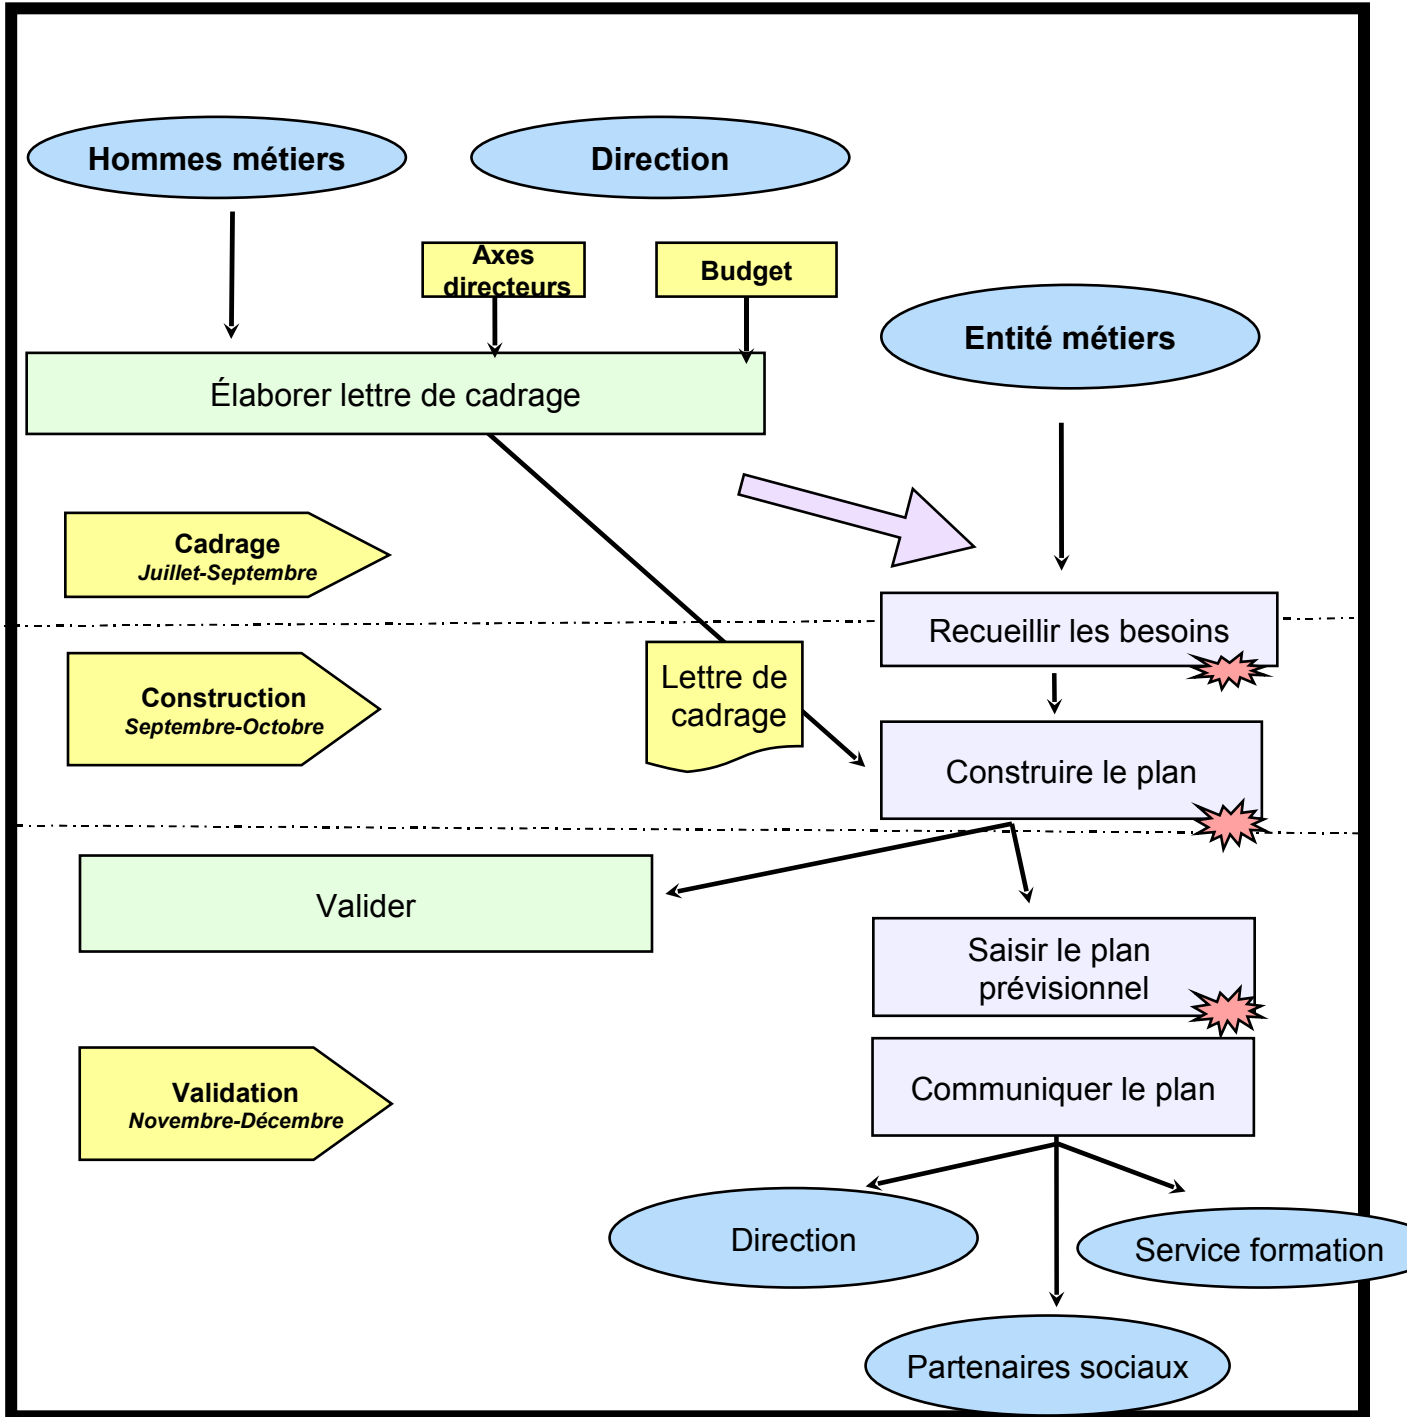 Hommes métiers
Direction
Axes
directeurs
Budget
Entité métiers
Élaborer lettre de cadrage
Cadrage
Juillet-Septembre
Recueillir les besoins
Construction
Septembre-Octobre
Lettre de
cadrage
Construire le plan
Valider
Saisir le plan
prévisionnel
Validation
Novembre-Décembre
Communiquer le plan
Direction
Service formation
Partenaires sociaux